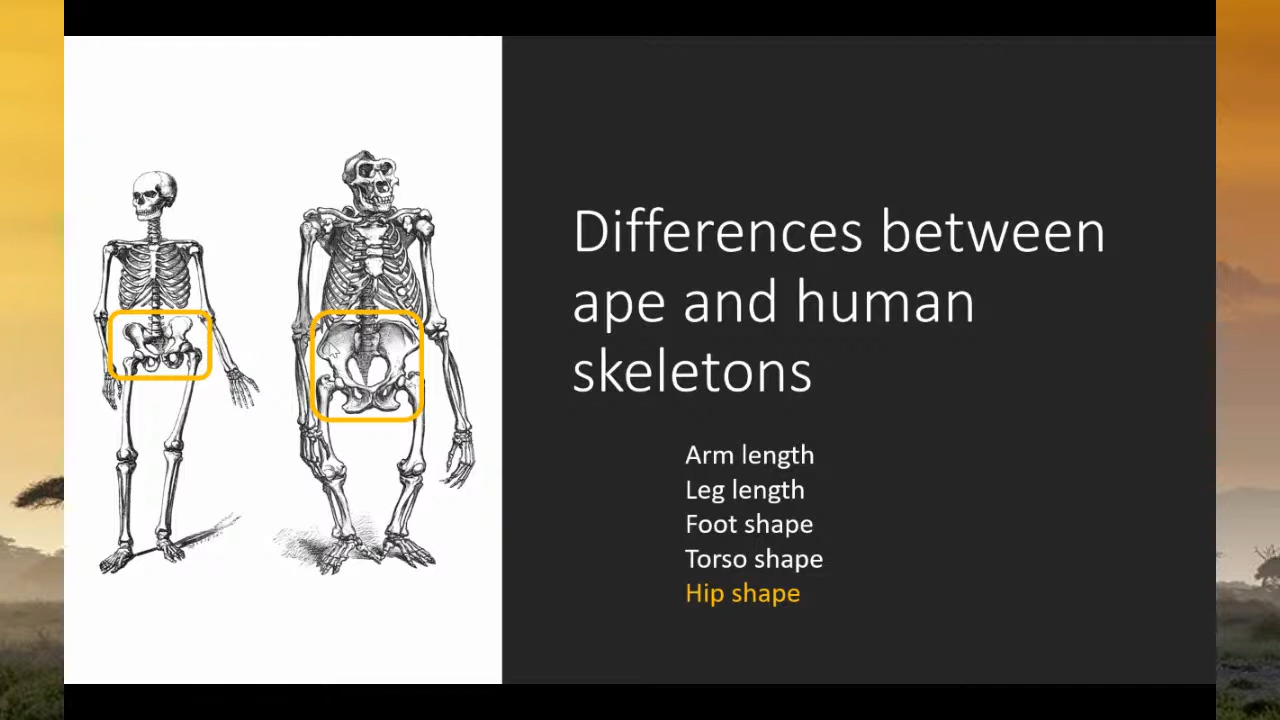 Differences between
ape and human
skeletons
Arm length
Leg length
Foot shape
Torso shape
Hip shape